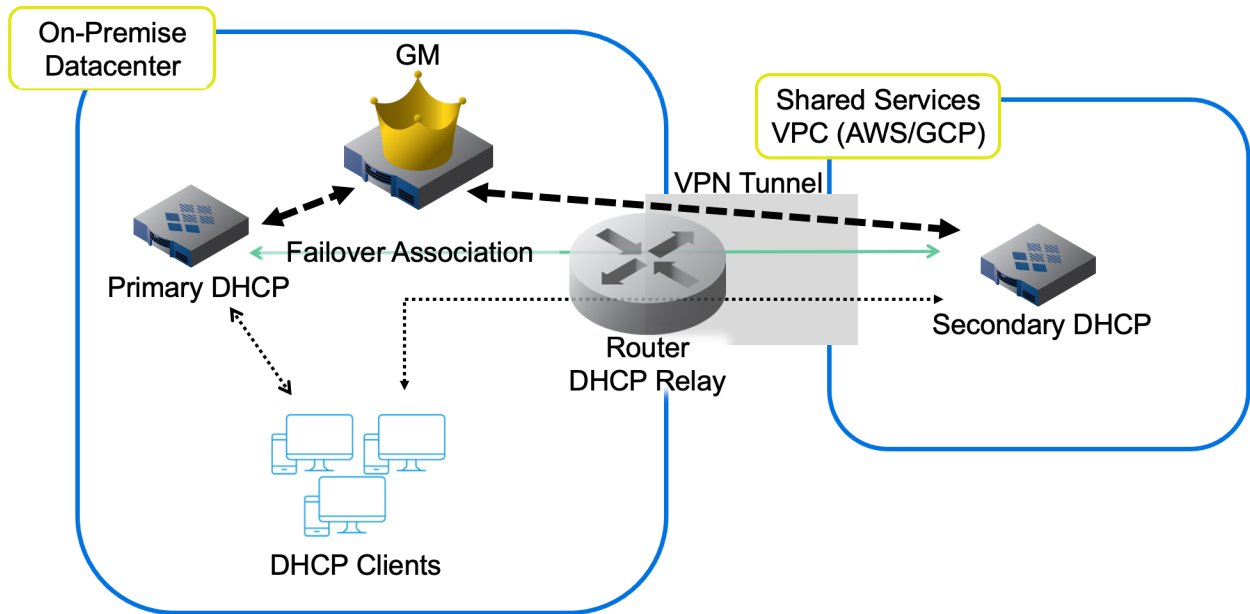 On-Premise
Datacenter
GM
Shared Services
VPC (AWS/GCP)
VPN Tunnel
Failover Association
Primary DHCP
Secondary DHCP
Router
DHCP Relay
DHCP Clients